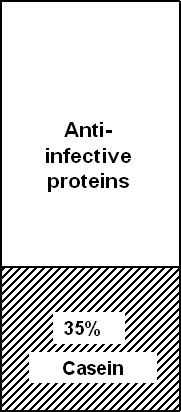 Anti-
infective
proteins
35%
Casein